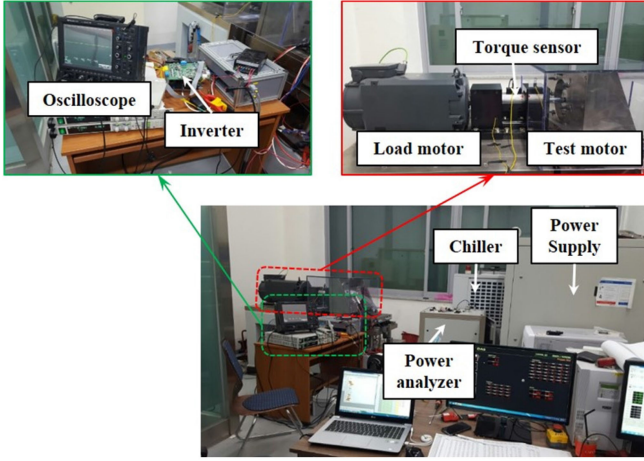 Oscilloscope
Inverter
Torque sensor
Load motor
Test motor
Chiller
Power
Supply
Power
analyzer